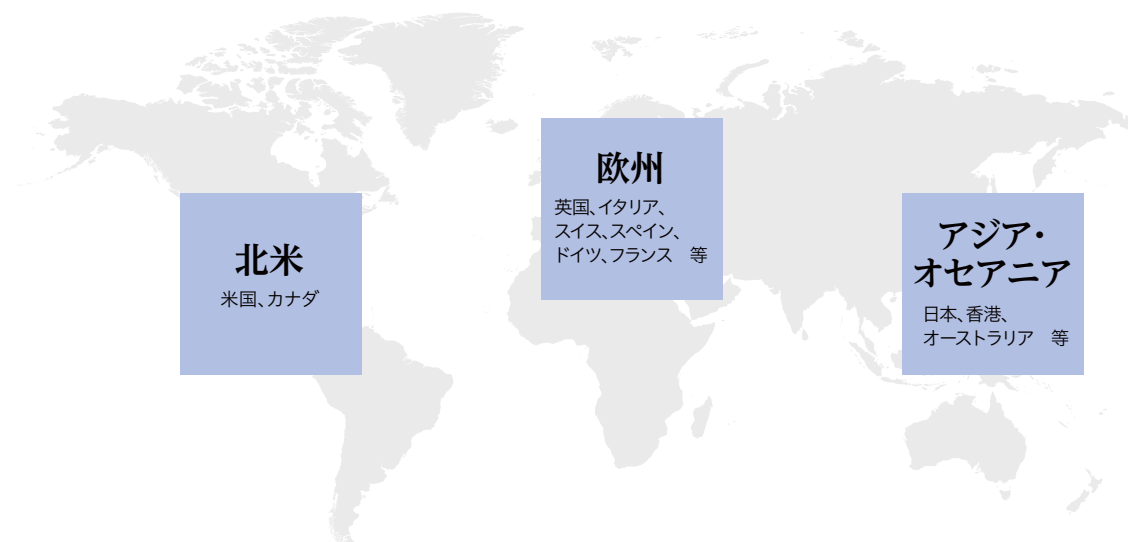 北米
米国、カナダ
欧州
英国、イタリア、
スイス、スペイン、
ドイツ、フランス　等
アジア・
オセアニア
日本、香港、
オーストラリア　等